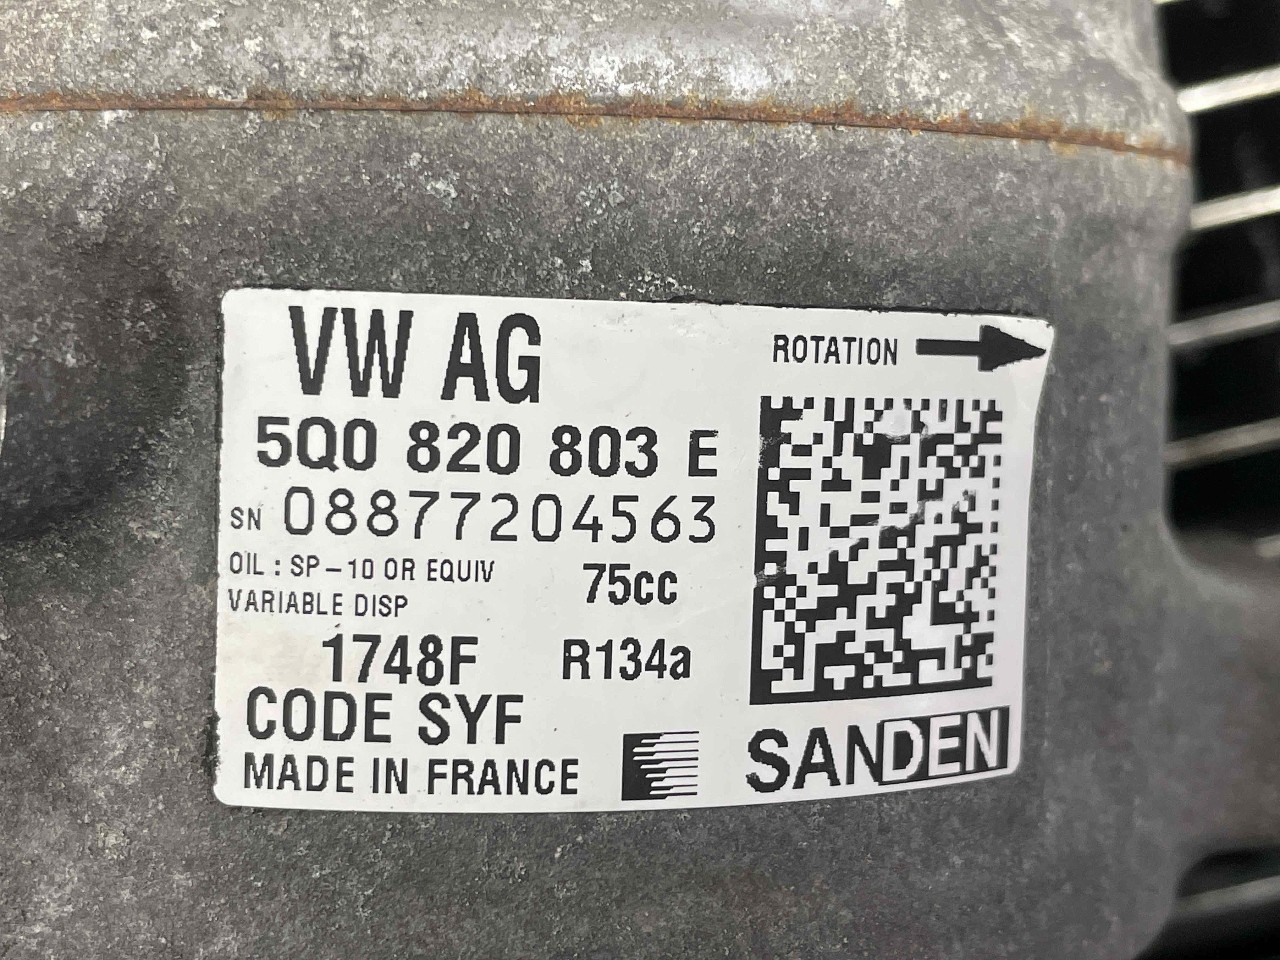 VW AG
ROTATION
5Q0 820 803 E
SN 08877204563
OIL : SP-10 OR EQUIV 75cc
VARIABLE DISP
1748F R134a
CODE SYF
MADE IN FRANCE
SANDEN